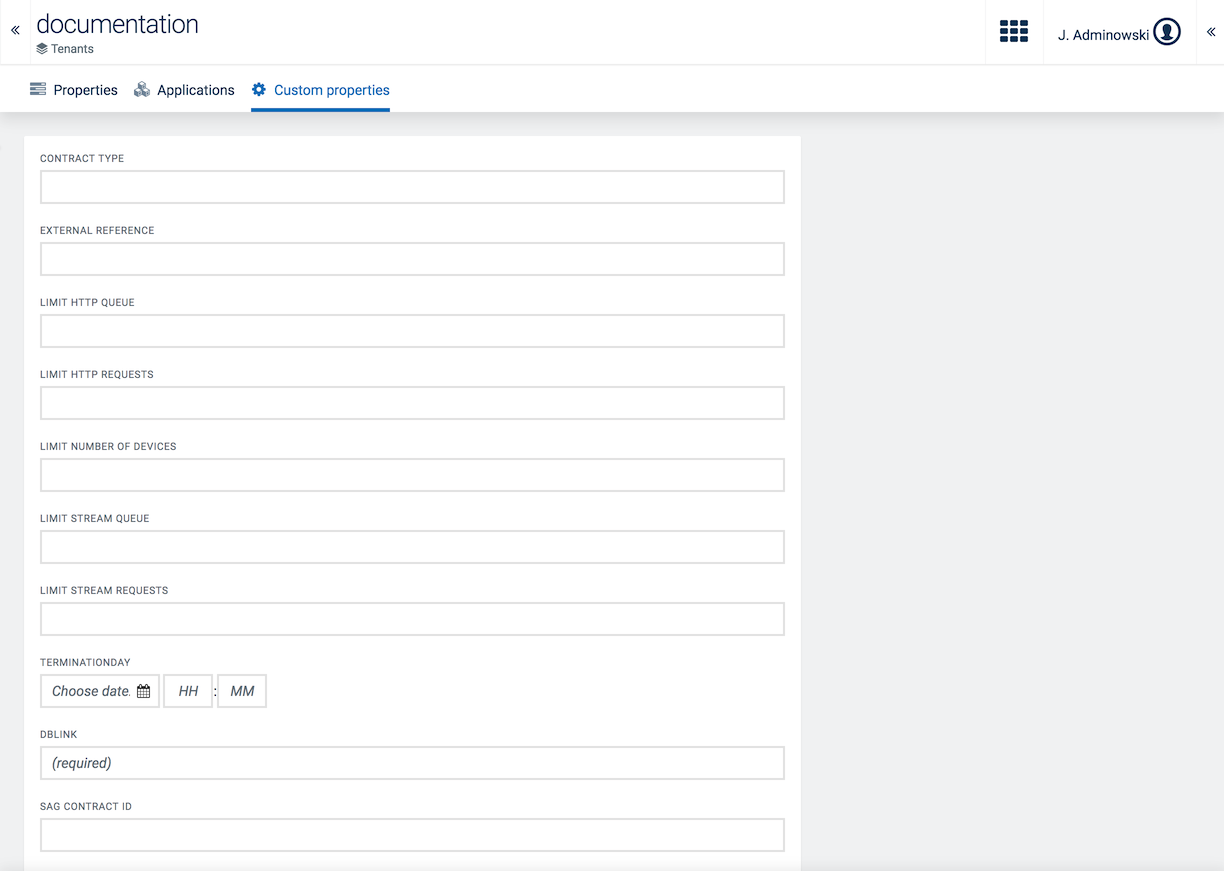 documentation
Tenants
J. Adminowski
Properties
Applications
Custom properties
CONTRACT TYPE
EXTERNAL REFERENCE
LIMIT HTTP QUEUE
LIMIT HTTP REQUESTS
LIMIT NUMBER OF DEVICES
LIMIT STREAM QUEUE
LIMIT STREAM REQUESTS
TERMINATIONDAY
Choose date. HH : MM
DBLINK
(required)
SAG CONTRACT ID